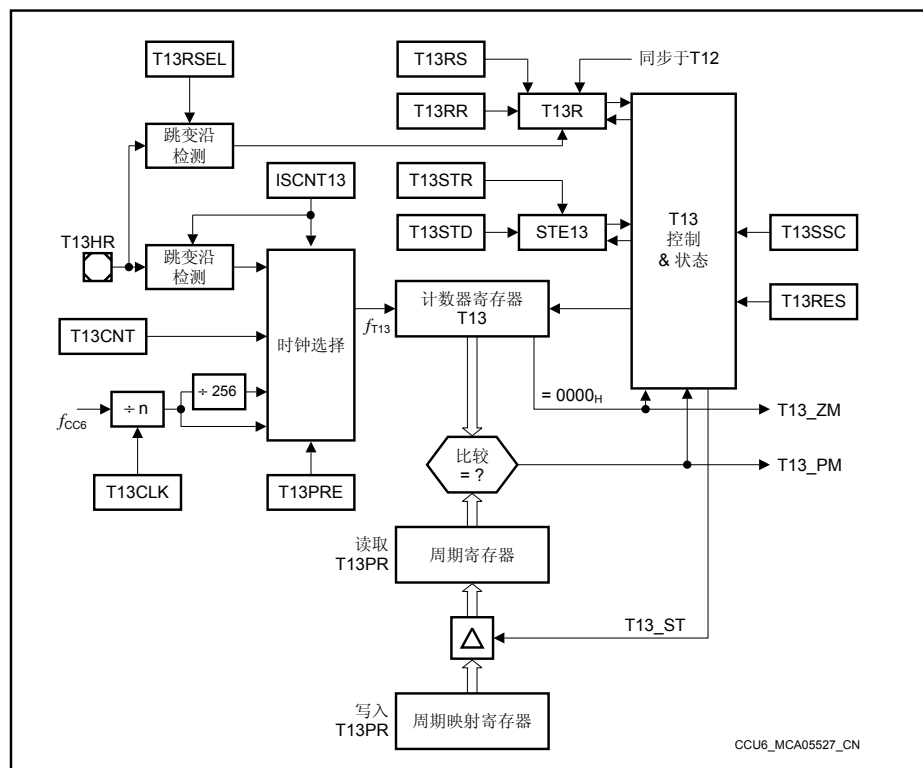 T13RSEL
T13RS
同步于T12
T13RR
T13R
跳变沿
检测
ISCNT13
T13STR
T13HR
T13STD
STE13
T13
控制
& 状态
T13SSC
跳变沿
检测
T13RES
计数器寄存器
T13
fT13
T13CNT
时钟选择
÷ 256
= 0000H
fCC6
÷ n
T13_ZM
比较
= ?
T13_PM
T13CLK
T13PRE
读取
T13PR
周期寄存器
T13_ST
写入
T13PR
周期映射寄存器
CCU6_MCA05527_CN